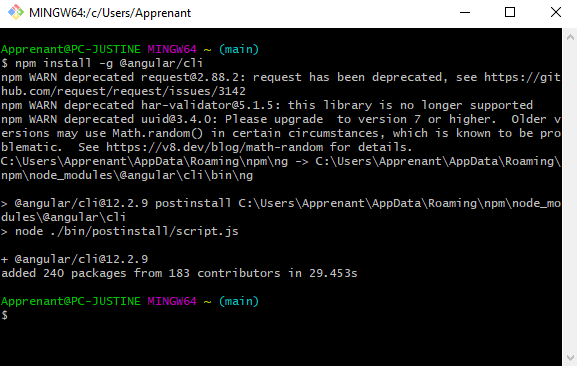 MINGW64:/c/Users/Apprenant
Apprenant@PC-JUSTINE MINGW64 ~ (main)
$ npm install -g @angular/cli
npm WARN deprecated request@2.88.2: request has been deprecated, see https://git
hub.com/request/request/issues/3142
npm WARN deprecated har-validator@5.1.5: this library is no longer supported
npm WARN deprecated uuid@3.4.0: Please upgrade  to version 7 or higher.  Older v
ersions may use Math.random() in certain circumstances, which is known to be pro
blematic.  See https://v8.dev/blog/math-random for details.
C:\Users\Apprenant\AppData\Roaming\npm\ng -> C:\Users\Apprenant\AppData\Roaming\
npm\node_modules\@angular\cli\bin\ng
> @angular/cli@12.2.9 postinstall C:\Users\Apprenant\AppData\Roaming\npm\node_mo
dules\@angular\cli
> node ./bin/postinstall/script.js
+ @angular/cli@12.2.9
added 240 packages from 183 contributors in 29.453s
Apprenant@PC-JUSTINE MINGW64 ~ (main)
$